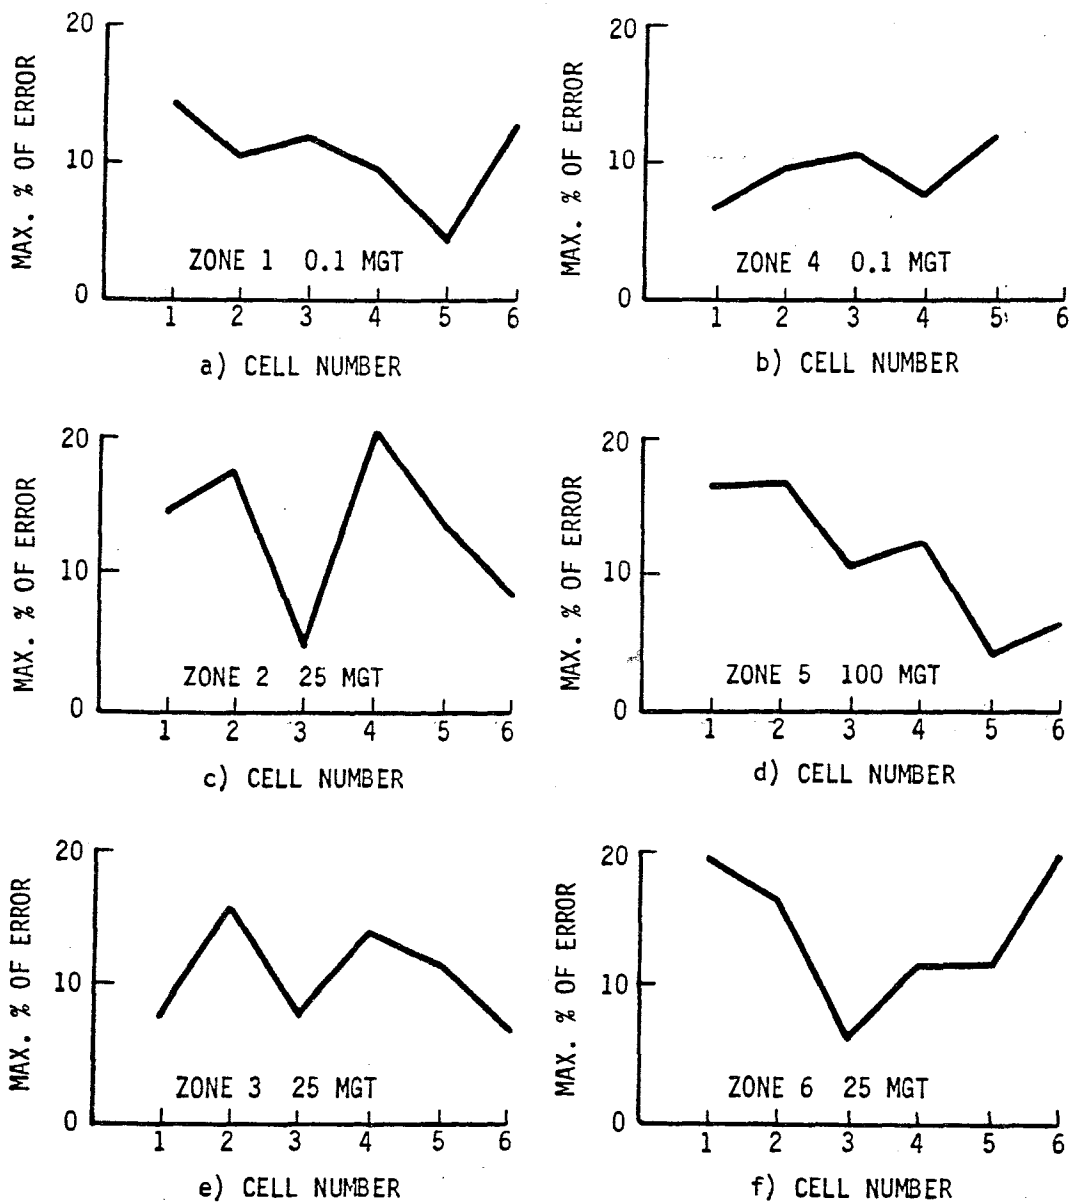 MAX. % OF ERROR
20
10
0
ZONE 1 0.1 MGT
1 2 3 4 5 6
a) CELL NUMBER
MAX. % OF ERROR
20
10
0
ZONE 4 0.1 MGT
1 2 3 4 5 6
b) CELL NUMBER
MAX. % OF ERROR
20
10
0
ZONE 2 25 MGT
1 2 3 4 5 6
c) CELL NUMBER
MAX. % OF ERROR
20
10
0
ZONE 5 100 MGT
1 2 3 4 5 6
d) CELL NUMBER
MAX. % OF ERROR
20
10
0
ZONE 3 25 MGT
1 2 3 4 5 6
e) CELL NUMBER
MAX. % OF ERROR
20
10
0
ZONE 6 25 MGT
1 2 3 4 5 6
f) CELL NUMBER